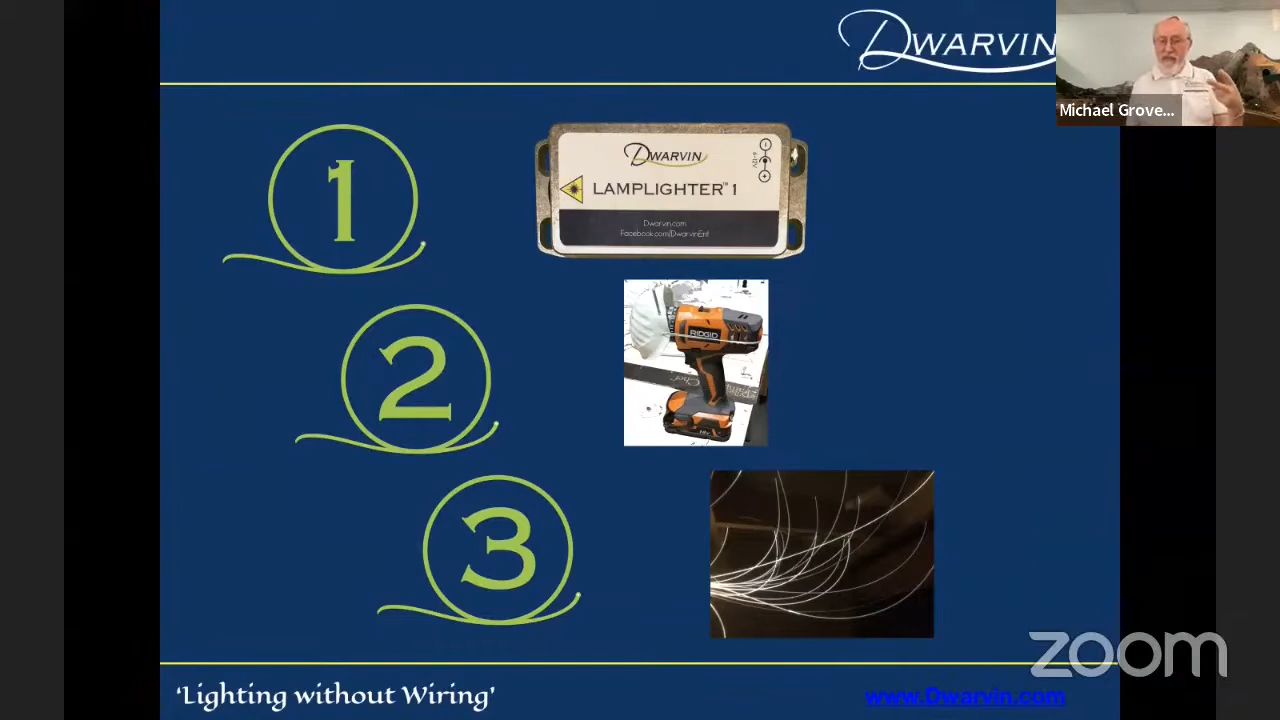 DWARVIN
Michael Grove...
1
DWARVIN
LAMPLIGHTER™ 1
Dwarvin.com
Facebook.com/DwarvinEnt
2
RIDGID
3
zoom
'Lighting without Wiring'
www.Dwarvin.com